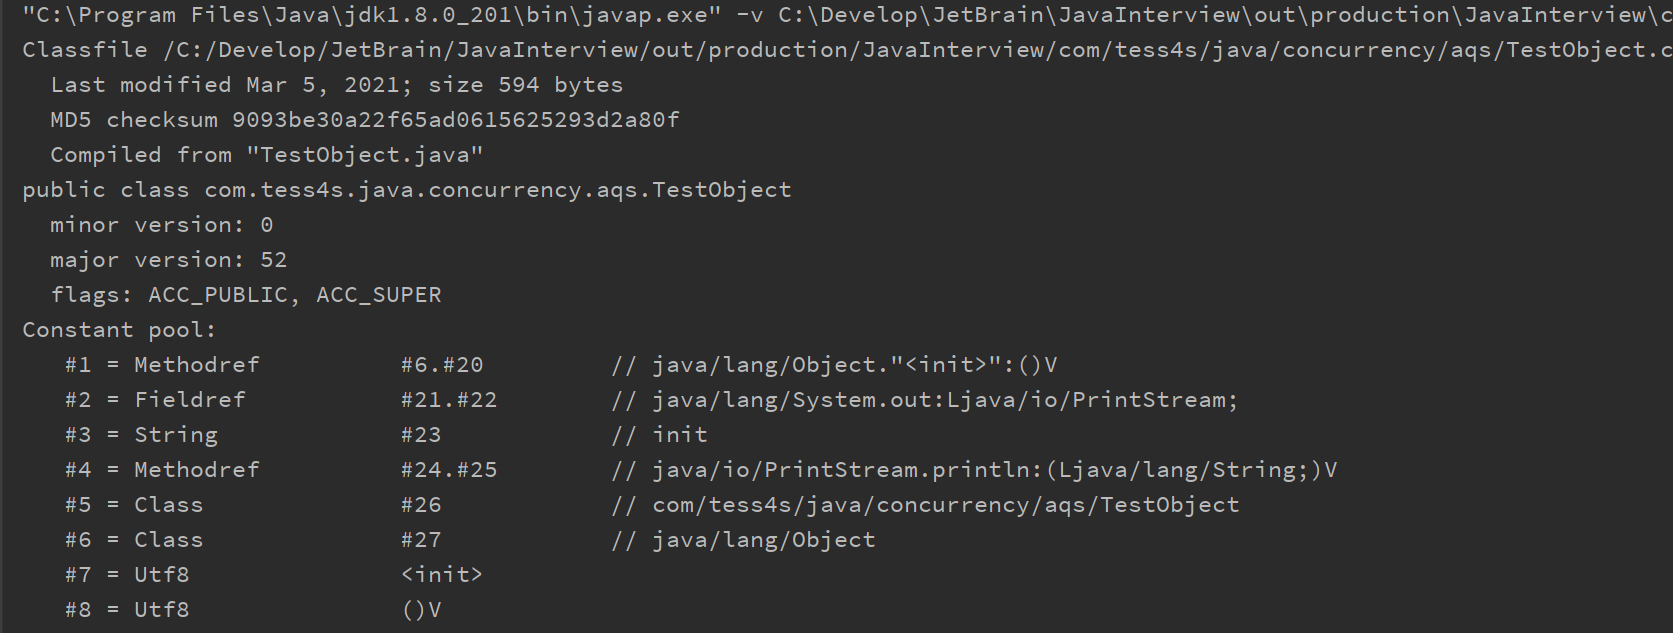 "C:\Program Files\Java\jdk1.8.0_201\bin\javap.exe" -v C:\Develop\JetBrain\JavaInterview\out\production\JavaInterview\c
Classfile /C:/Develop/JetBrain/JavaInterview/out/production/JavaInterview/com/tess4s/java/concurrency/aqs/TestObject.c
  Last modified Mar 5, 2021; size 594 bytes
  MD5 checksum 9093be30a22f65ad0615625293d2a80f
  Compiled from "TestObject.java"
public class com.tess4s.java.concurrency.aqs.TestObject
  minor version: 0
  major version: 52
  flags: ACC_PUBLIC, ACC_SUPER
Constant pool:
   #1 = Methodref          #6.#20         // java/lang/Object."<init>":()V
   #2 = Fieldref           #21.#22        // java/lang/System.out:Ljava/io/PrintStream;
   #3 = String             #23            // init
   #4 = Methodref          #24.#25        // java/io/PrintStream.println:(Ljava/lang/String;)V
   #5 = Class              #26            // com/tess4s/java/concurrency/aqs/TestObject
   #6 = Class              #27            // java/lang/Object
   #7 = Utf8               <init>
   #8 = Utf8               ()V